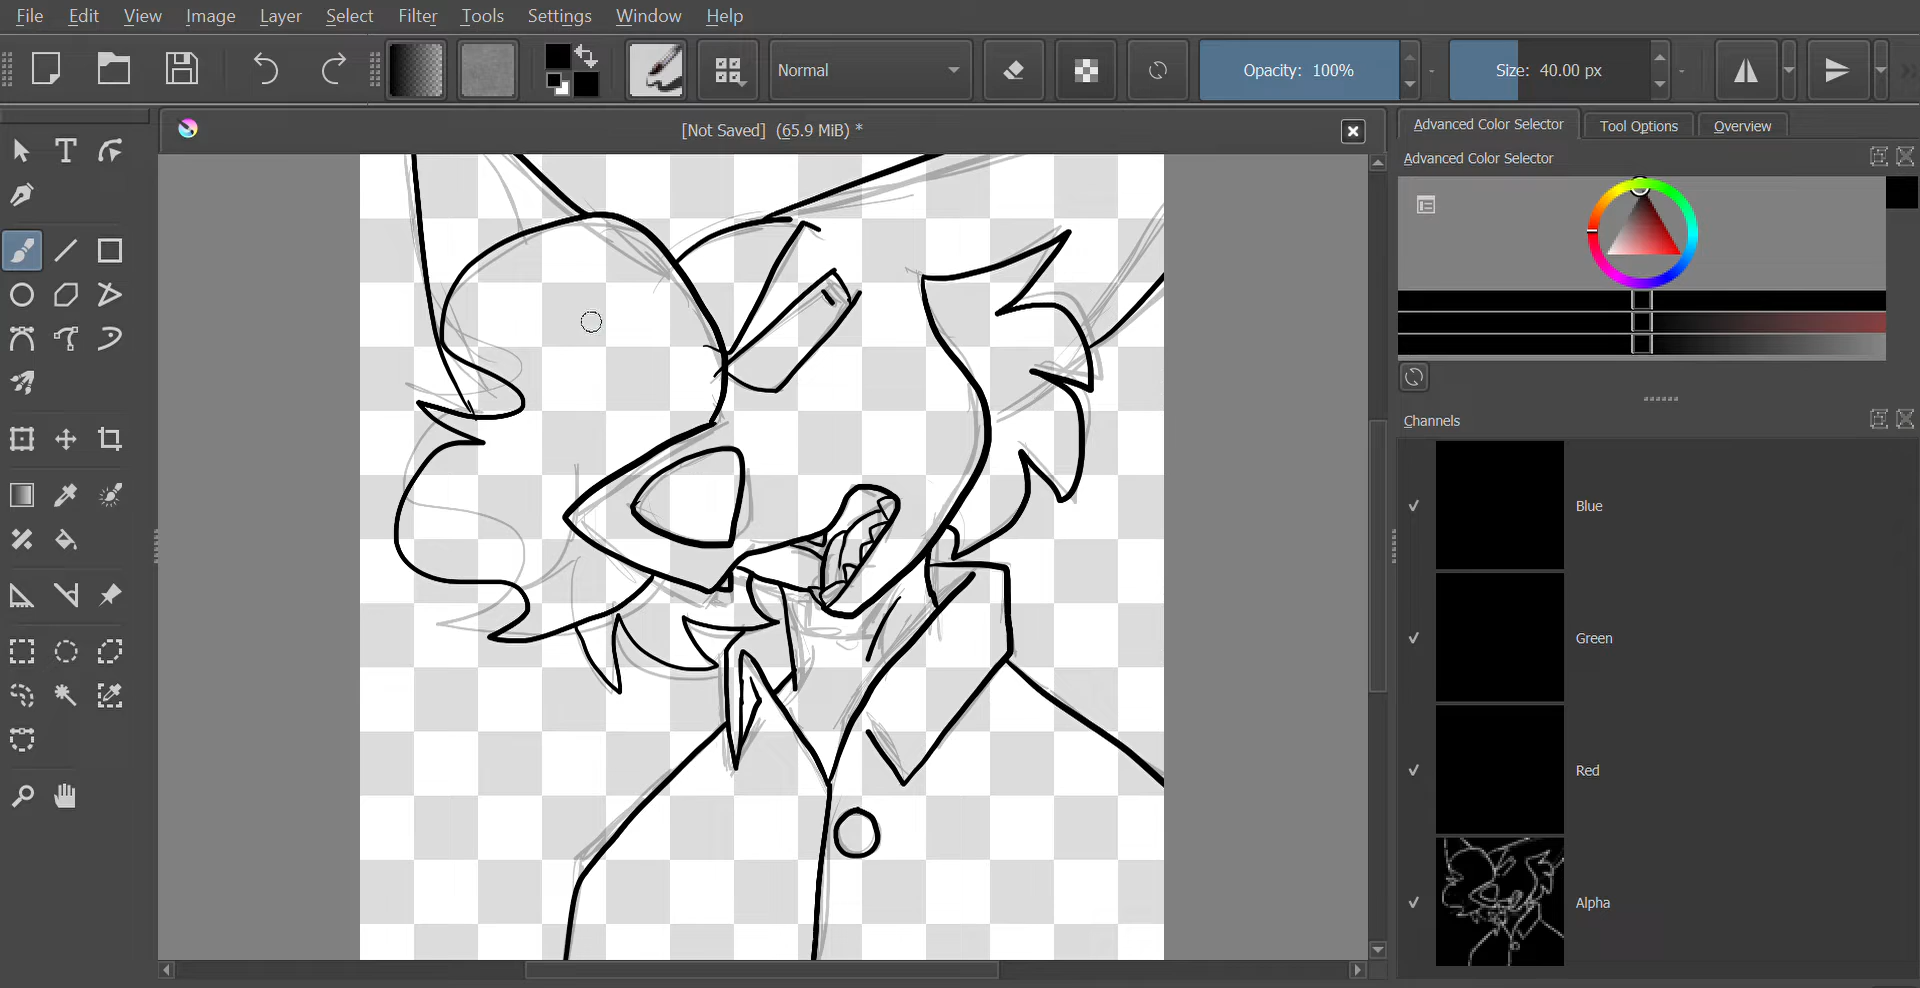 File Edit View Image Layer Select Filter Tools Settings Window Help
Normal
Opacity: 100%
Size: 40.00 px
[Not Saved] (65.9 MiB) *
Advanced Color Selector
Tool Options
Overview
Advanced Color Selector
Channels
Blue
Green
Red
Alpha